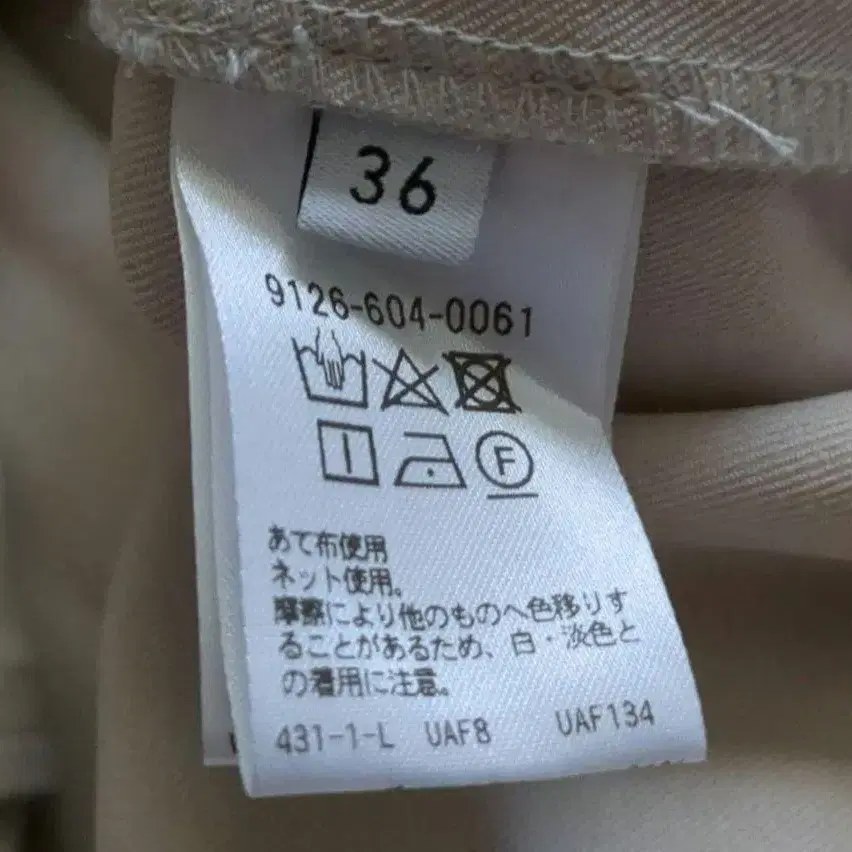 36
9126-604-0061
F
あて布使用
ネット使用。
摩擦により他のものへ色移りす
ることがあるため、白・淡色と
の着用に注意。
431-1-L UAF8 UAF134